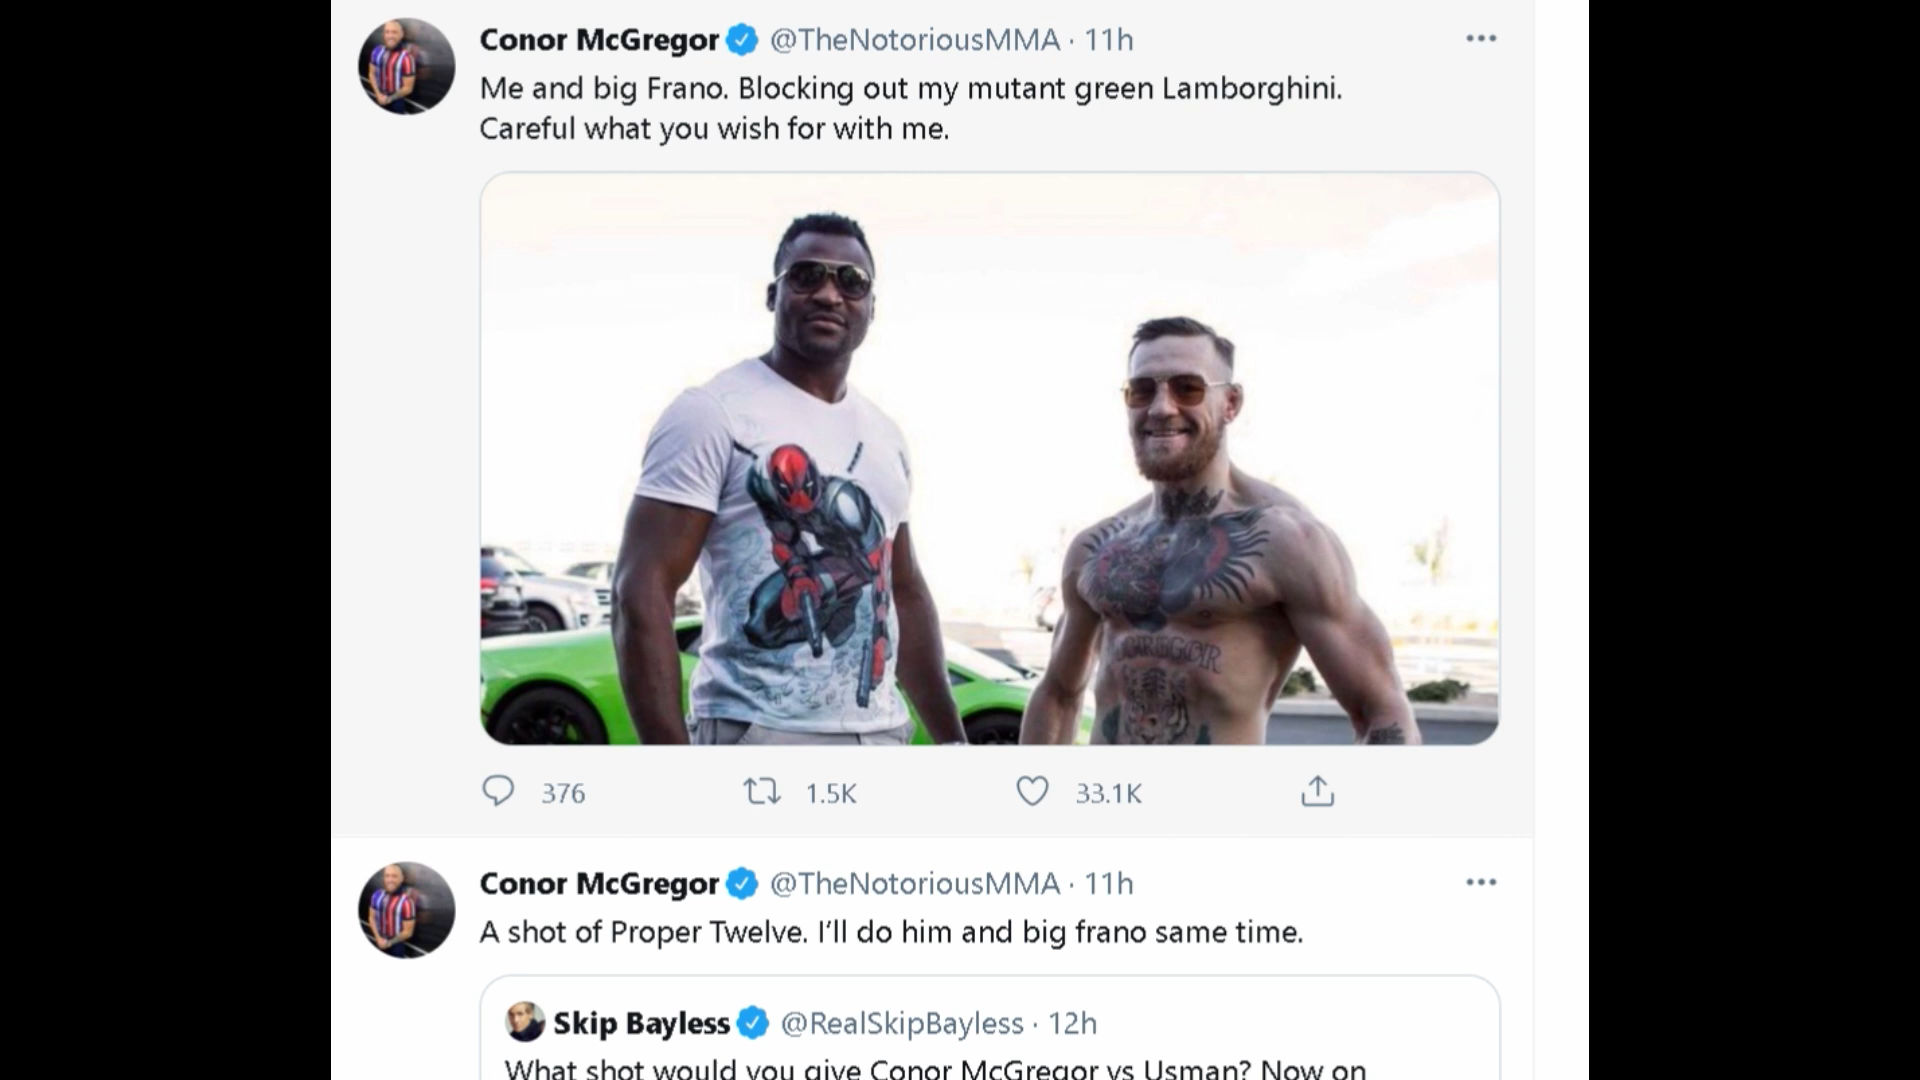 Conor McGregor @TheNotoriousMMA · 11h
Me and big Frano. Blocking out my mutant green Lamborghini.
Careful what you wish for with me.
GREGOR
376 1.5K 33.1K
Conor McGregor @TheNotoriousMMA · 11h
A shot of Proper Twelve. I'll do him and big frano same time.
Skip Bayless @RealSkipBayless · 12h
What shot would you give Conor McGregor vs Usman? Now on